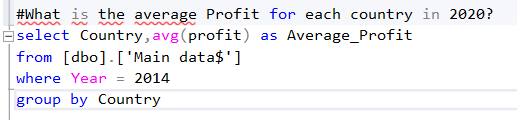 #What is the average Profit for each country in 2020?
select Country,avg(profit) as Average_Profit
from [dbo].['Main data$']
where Year = 2014
group by Country